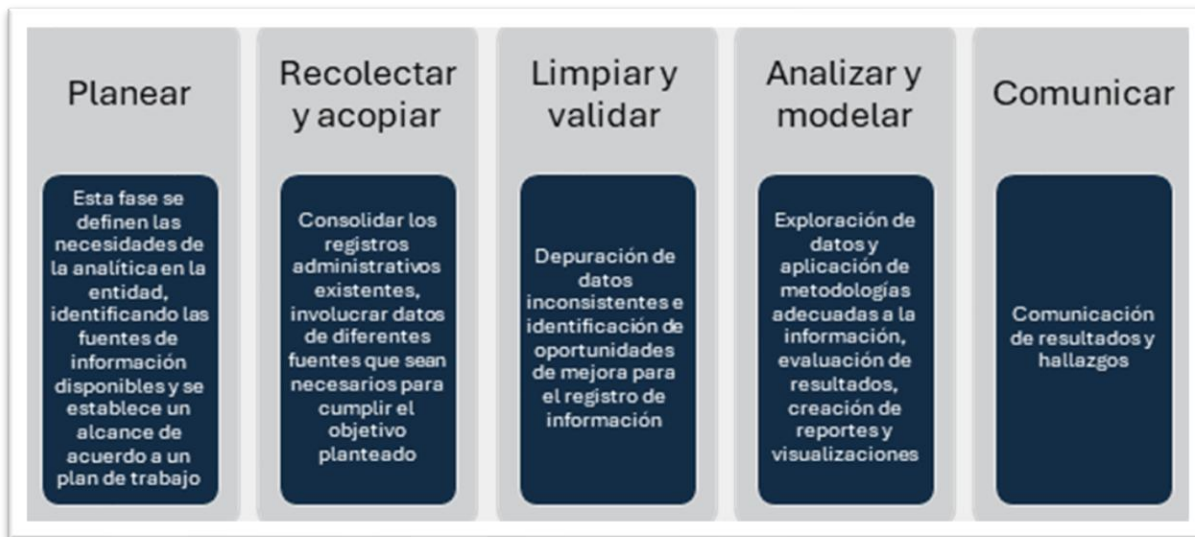 Planear
Esta fase se
definen las
necesidades de
la analítica en la
entidad,
identificando las
fuentes de
información
disponibles y se
establece un
alcance de
acuerdo a un
plan de trabajo
Recolectar
y acopiar
Consolidar los
registros
administrativos
existentes,
involucrar datos
de diferentes
fuentes que sean
necesarios para
cumplir el
objetivo
planteado
Limpiar y
validar
Depuración de
datos
inconsistentes e
identificación de
oportunidades
de mejora para
el registro de
información
Analizar y
modelar
Exploración de
datos y
aplicación de
metodologías
adecuadas a la
información,
evaluación de
resultados,
creación de
reportes y
visualizaciones
Comunicar
Comunicación
de resultados y
hallazgos